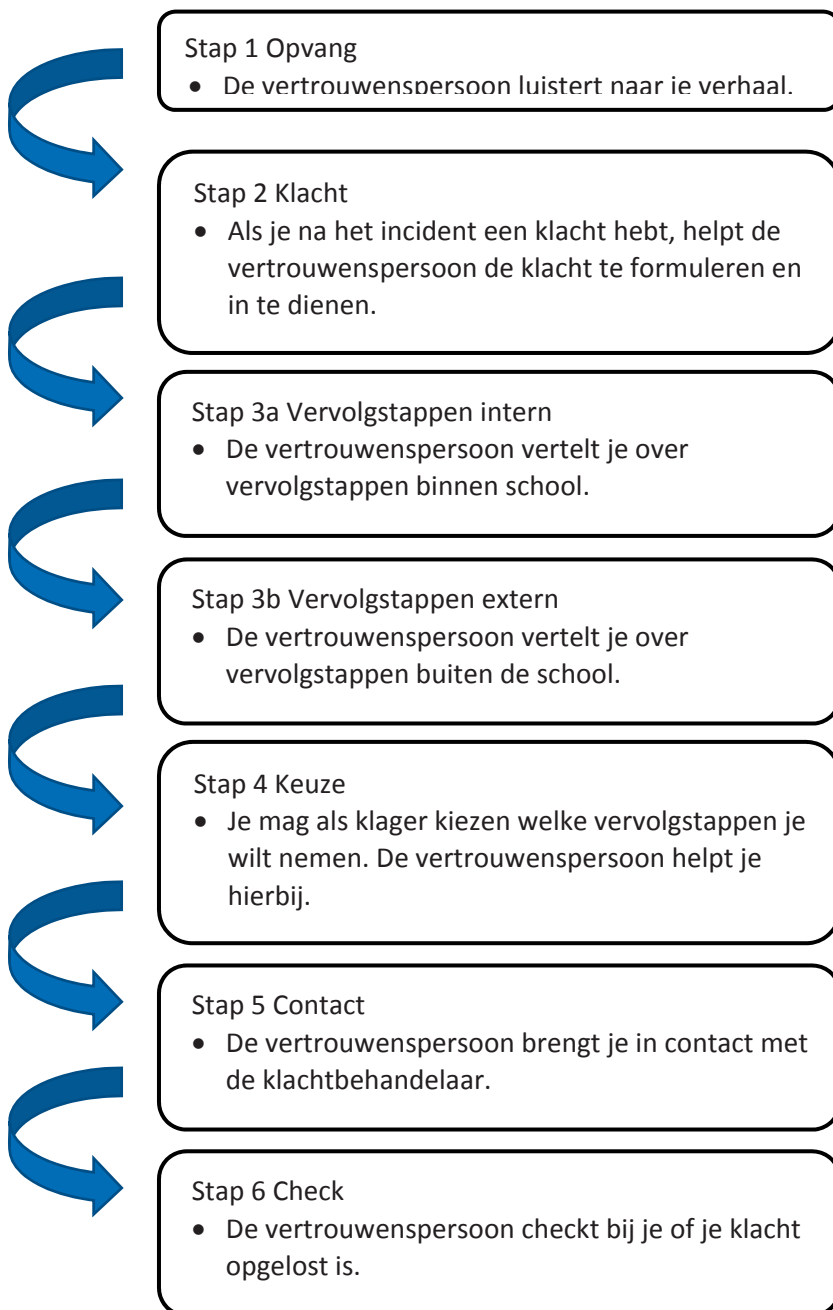 Stap 1 Opvang
• De vertrouwenspersoon luistert naar je verhaal.
Stap 2 Klacht
• Als je na het incident een klacht hebt, helpt de
vertrouwenspersoon de klacht te formuleren en
in te dienen.
Stap 3a Vervolgstappen intern
• De vertrouwenspersoon vertelt je over
vervolgstappen binnen school.
Stap 3b Vervolgstappen extern
• De vertrouwenspersoon vertelt je over
vervolgstappen buiten de school.
Stap 4 Keuze
• Je mag als klager kiezen welke vervolgstappen je
wilt nemen. De vertrouwenspersoon helpt je
hierbij.
Stap 5 Contact
• De vertrouwenspersoon brengt je in contact met
de klachtbehandelaar.
Stap 6 Check
• De vertrouwenspersoon checkt bij je of je klacht
opgelost is.